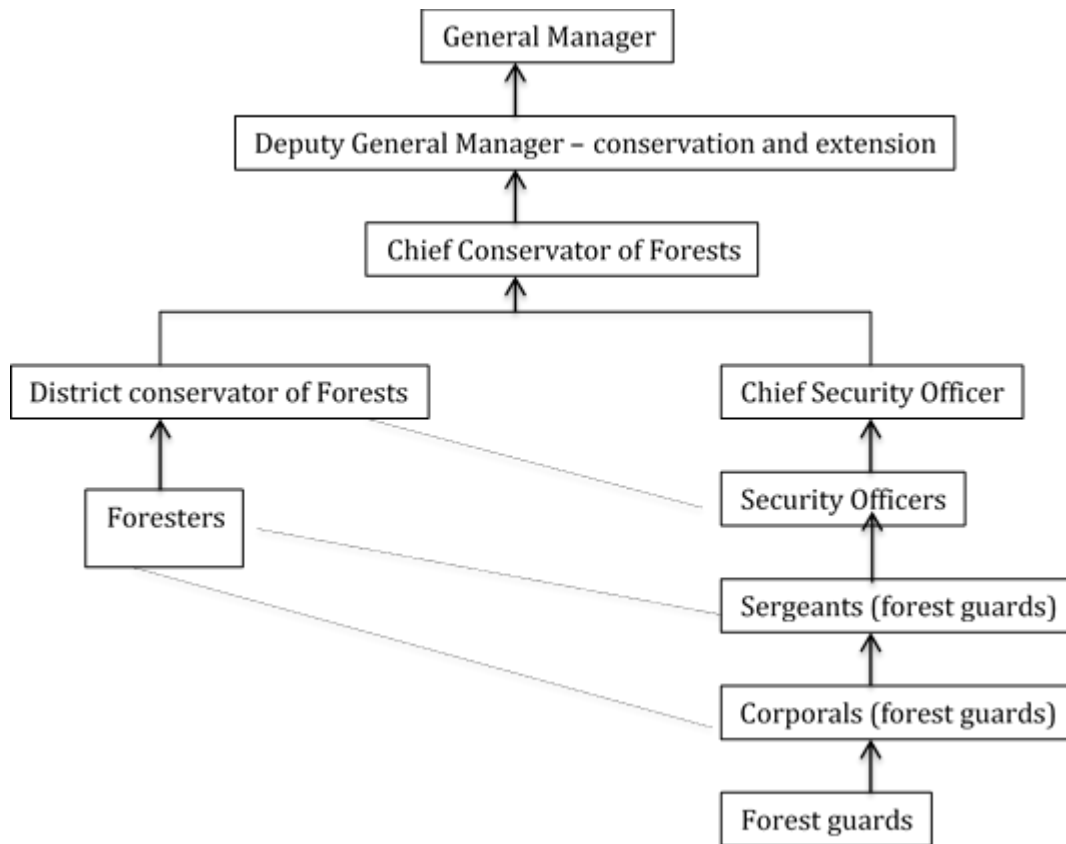 General Manager
Deputy General Manager – conservation and extension
Chief Conservator of Forests
District conservator of Forests
Chief Security Officer
Foresters
Security Officers
Sergeants (forest guards)
Corporals (forest guards)
Forest guards